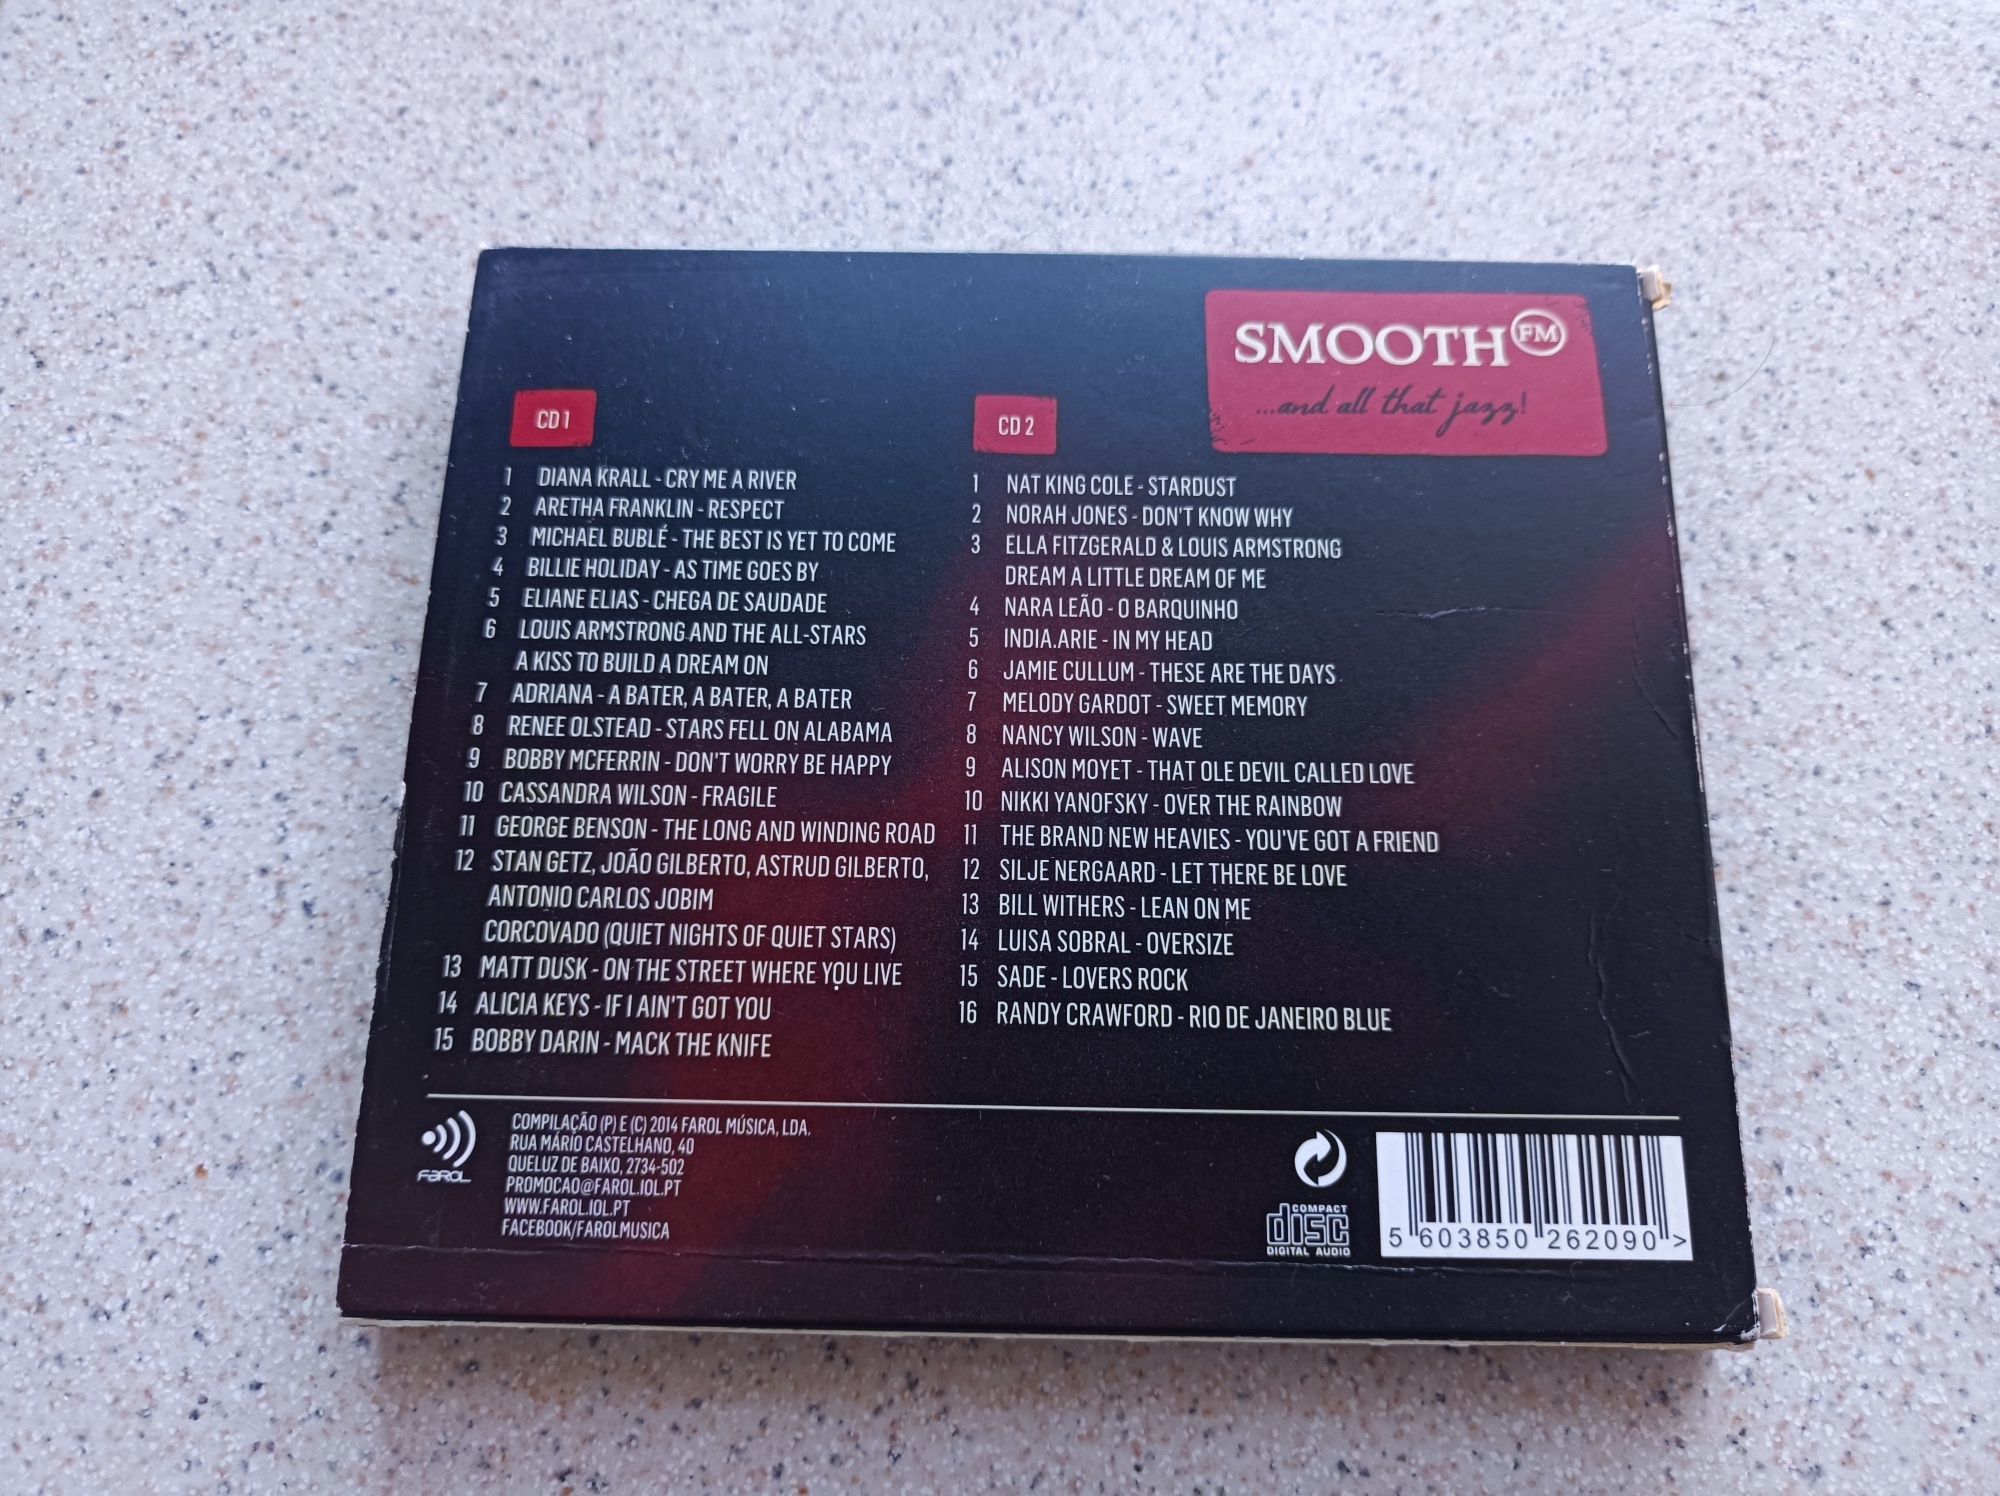 SMOOTH FM
...and all that jazz!
CD 1
1 DIANA KRALL - CRY ME A RIVER
2 ARETHA FRANKLIN - RESPECT
3 MICHAEL BUBLÉ - THE BEST IS YET TO COME
4 BILLIE HOLIDAY - AS TIME GOES BY
5 ELIANE ELIAS - CHEGA DE SAUDADE
6 LOUIS ARMSTRONG AND THE ALL-STARS
A KISS TO BUILD A DREAM ON
7 ADRIANA - A BATER, A BATER, A BATER
8 RENEE OLSTEAD - STARS FELL ON ALABAMA
9 BOBBY MCFERRIN - DON'T WORRY BE HAPPY
10 CASSANDRA WILSON - FRAGILE
11 GEORGE BENSON - THE LONG AND WINDING ROAD
12 STAN GETZ, JOÃO GILBERTO, ASTRUD GILBERTO,
ANTONIO CARLOS JOBIM
CORCOVADO (QUIET NIGHTS OF QUIET STARS)
13 MATT DUSK - ON THE STREET WHERE YOU LIVE
14 ALICIA KEYS - IF I AIN'T GOT YOU
15 BOBBY DARIN - MACK THE KNIFE
CD 2
1 NAT KING COLE - STARDUST
2 NORAH JONES - DON'T KNOW WHY
3 ELLA FITZGERALD & LOUIS ARMSTRONG
DREAM A LITTLE DREAM OF ME
4 NARA LEÃO - O BARQUINHO
5 INDIA.ARIE - IN MY HEAD
6 JAMIE CULLUM - THESE ARE THE DAYS
7 MELODY GARDOT - SWEET MEMORY
8 NANCY WILSON - WAVE
9 ALISON MOYET - THAT OLE DEVIL CALLED LOVE
10 NIKKI YANOFSKY - OVER THE RAINBOW
11 THE BRAND NEW HEAVIES - YOU'VE GOT A FRIEND
12 SILJE NERGAARD - LET THERE BE LOVE
13 BILL WITHERS - LEAN ON ME
14 LUISA SOBRAL - OVERSIZE
15 SADE - LOVERS ROCK
16 RANDY CRAWFORD - RIO DE JANEIRO BLUE
FAROL
COMPILAÇÃO (P) E (C) 2014 FAROL MÚSICA, LDA.
RUA MÁRIO CASTELHANO, 40
QUELUZ DE BAIXO, 2734-502
PROMOCAO@FAROL.IOL.PT
WWW.FAROL.IOL.PT
FACEBOOK/FAROLMUSICA
COMPACT
disc
DIGITAL AUDIO
5 603850 262090 >